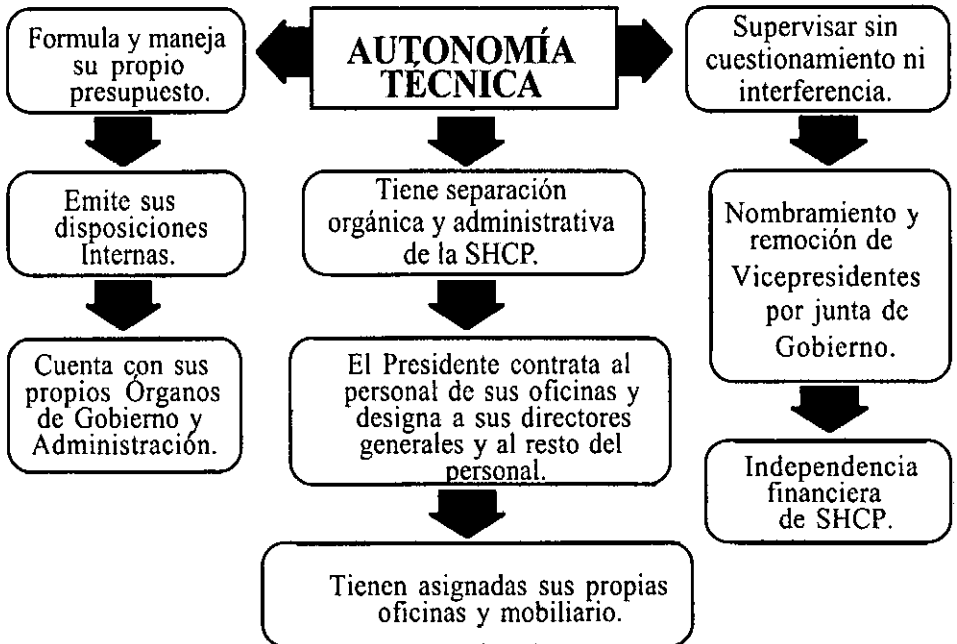 AUTONOMÍA
TÉCNICA
Formula y maneja
su propio
presupuesto.
Emite sus
disposiciones
Internas.
Cuenta con sus
propios Órganos
de Gobierno y
Administración.
Tiene separación
orgánica y administrativa
de la SHCP.
El Presidente contrata al
personal de sus oficinas y
designa a sus directores
generales y al resto del
personal.
Tienen asignadas sus propias
oficinas y mobiliario.
Supervisar sin
cuestionamiento ni
interferencia.
Nombramiento y
remoción de
Vicepresidentes
por junta de
Gobierno.
Independencia
financiera
de SHCP.